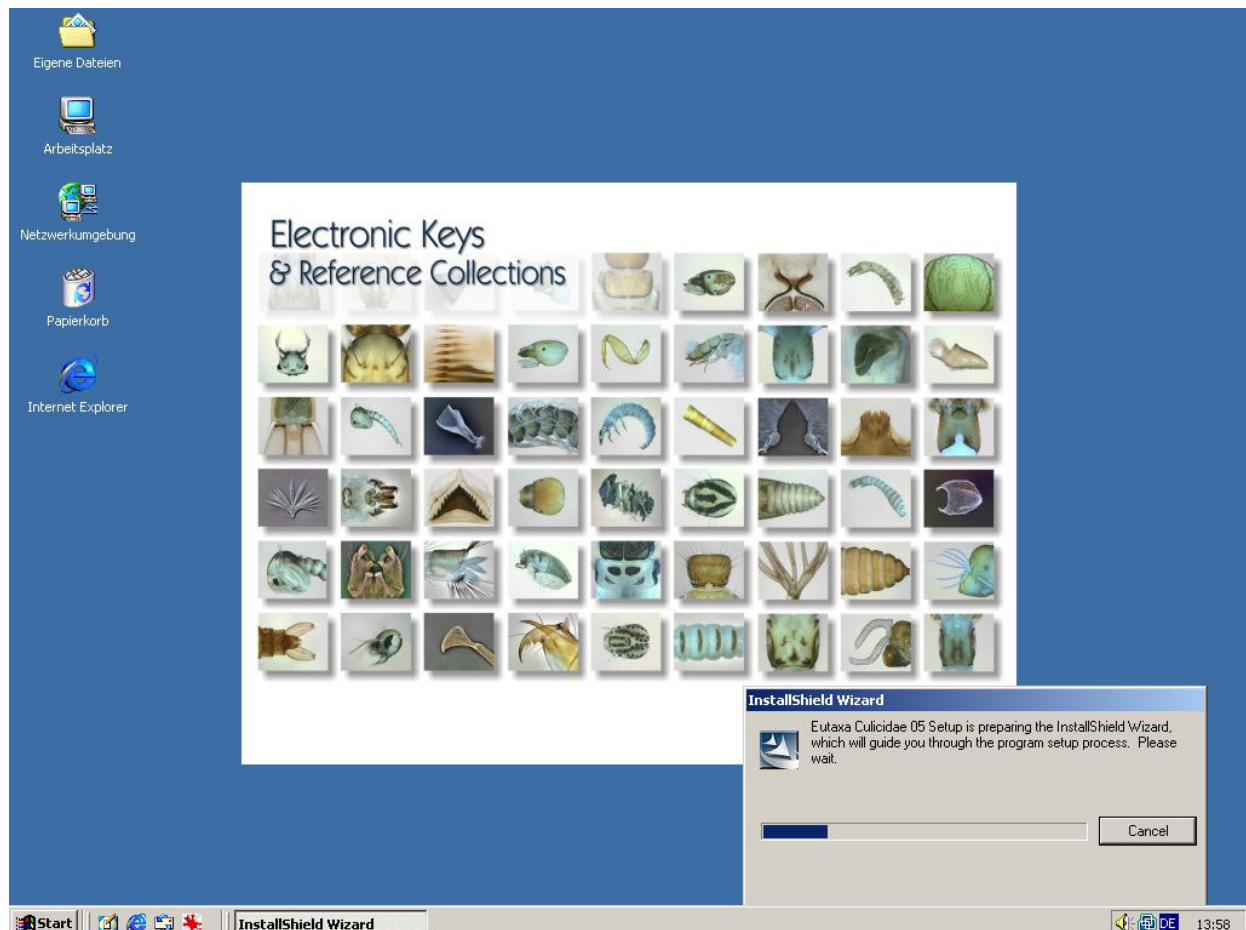 Eigene Dateien
Arbeitsplatz
Netzwerkumgebung
Papierkorb
Internet Explorer
Electronic Keys
& Reference Collections
InstallShield Wizard
Eutaxa Culicidae 05 Setup is preparing the InstallShield Wizard,
which will guide you through the program setup process. Please
wait.
Cancel
Start
InstallShield Wizard
DE
13:58